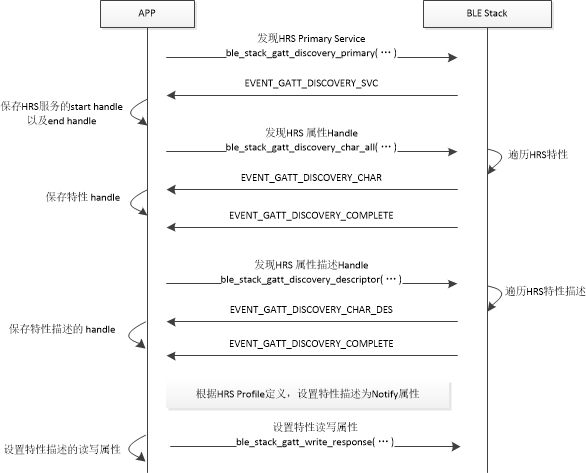 APP
BLE Stack
发现HRS Primary Service
ble_stack_gatt_discovery_primary( … )
EVENT_GATT_DISCOVERY_SVC
保存HRS服务的start handle
以及end handle
发现HRS 属性Handle
ble_stack_gatt_discovery_char_all( … )
遍历HRS特性
EVENT_GATT_DISCOVERY_CHAR
保存特性 handle
EVENT_GATT_DISCOVERY_COMPLETE
发现HRS 属性描述Handle
ble_stack_gatt_discovery_descriptor( … )
遍历HRS特性描述
EVENT_GATT_DISCOVERY_CHAR_DES
保存特性描述的 handle
EVENT_GATT_DISCOVERY_COMPLETE
根据HRS Profile定义，设置特性描述为Notify属性
设置特性读写属性
ble_stack_gatt_write_response( … )
设置特性描述的读写属性